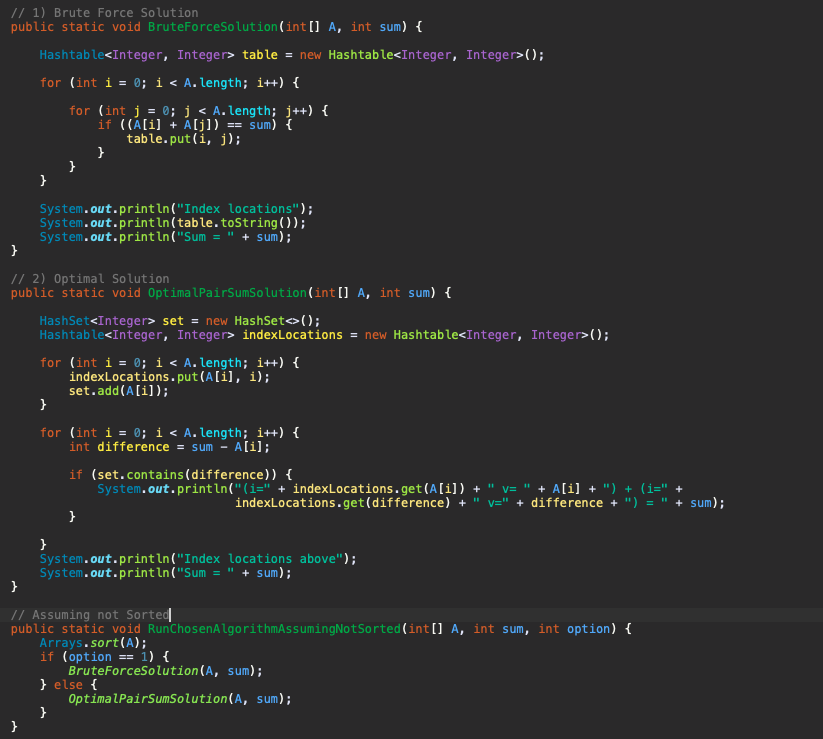 // 1) Brute Force Solution
public static void BruteForceSolution(int[] A, int sum) {
Hashtable<Integer, Integer> table = new Hashtable<Integer, Integer>();
for (int i = 0; i < A.length; i++) {
for (int j = 0; j < A.length; j++) {
if ((A[i] + A[j]) == sum) {
table.put(i, j);
}
}
}
System.out.println("Index locations");
System.out.println(table.toString());
System.out.println("Sum = " + sum);
}
// 2) Optimal Solution
public static void OptimalPairSumSolution(int[] A, int sum) {
HashSet<Integer> set = new HashSet<>();
Hashtable<Integer, Integer> indexLocations = new Hashtable<Integer, Integer>();
for (int i = 0; i < A.length; i++) {
indexLocations.put(A[i], i);
set.add(A[i]);
}
for (int i = 0; i < A.length; i++) {
int difference = sum - A[i];
if (set.contains(difference)) {
System.out.println("(i=" + indexLocations.get(A[i]) + " v= " + A[i] + ") + (i=" +
indexLocations.get(difference) + " v=" + difference + ") = " + sum);
}
}
System.out.println("Index locations above");
System.out.println("Sum = " + sum);
}
// Assuming not Sorted
public static void RunChosenAlgorithmAssumingNotSorted(int[] A, int sum, int option) {
Arrays.sort(A);
if (option == 1) {
BruteForceSolution(A, sum);
} else {
OptimalPairSumSolution(A, sum);
}
}